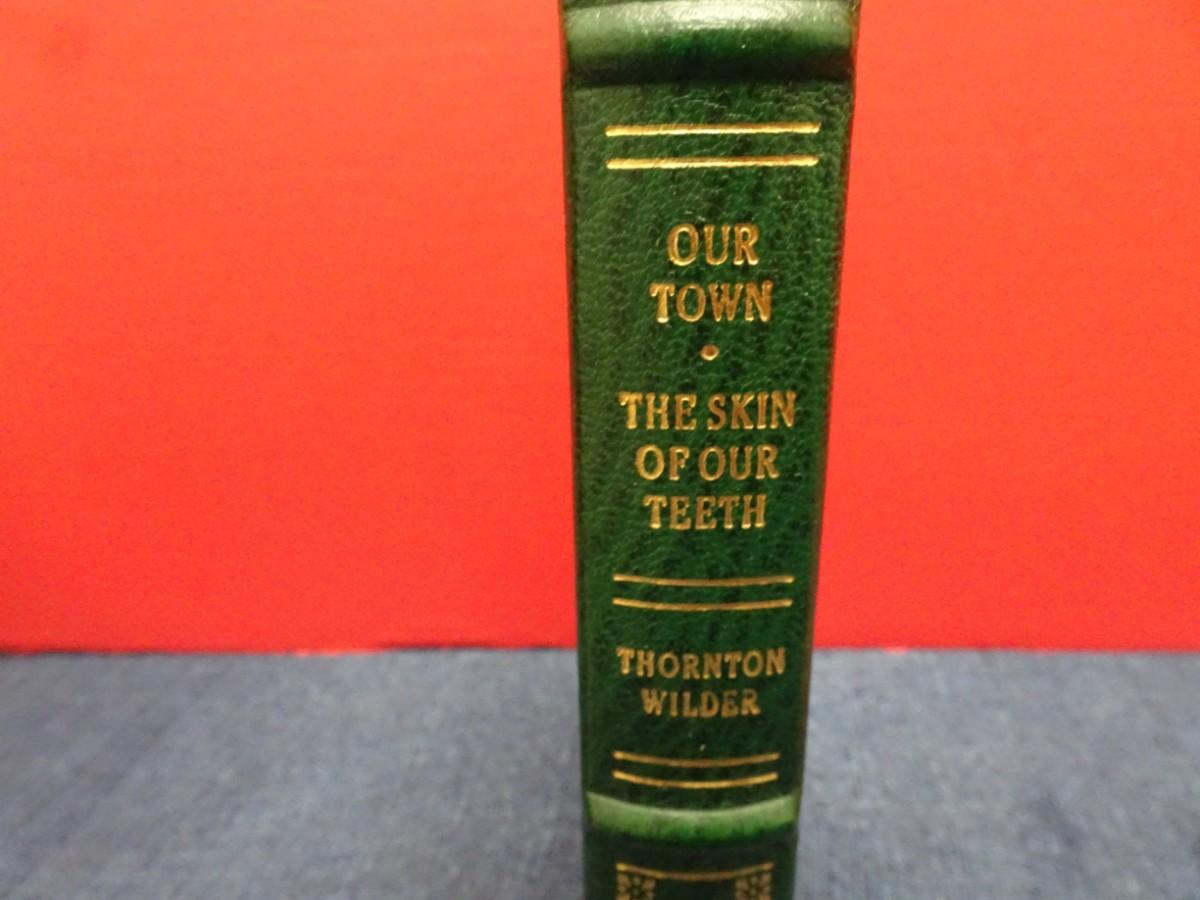 OUR
TOWN
•
THE SKIN
OF OUR
TEETH
THORNTON
WILDER